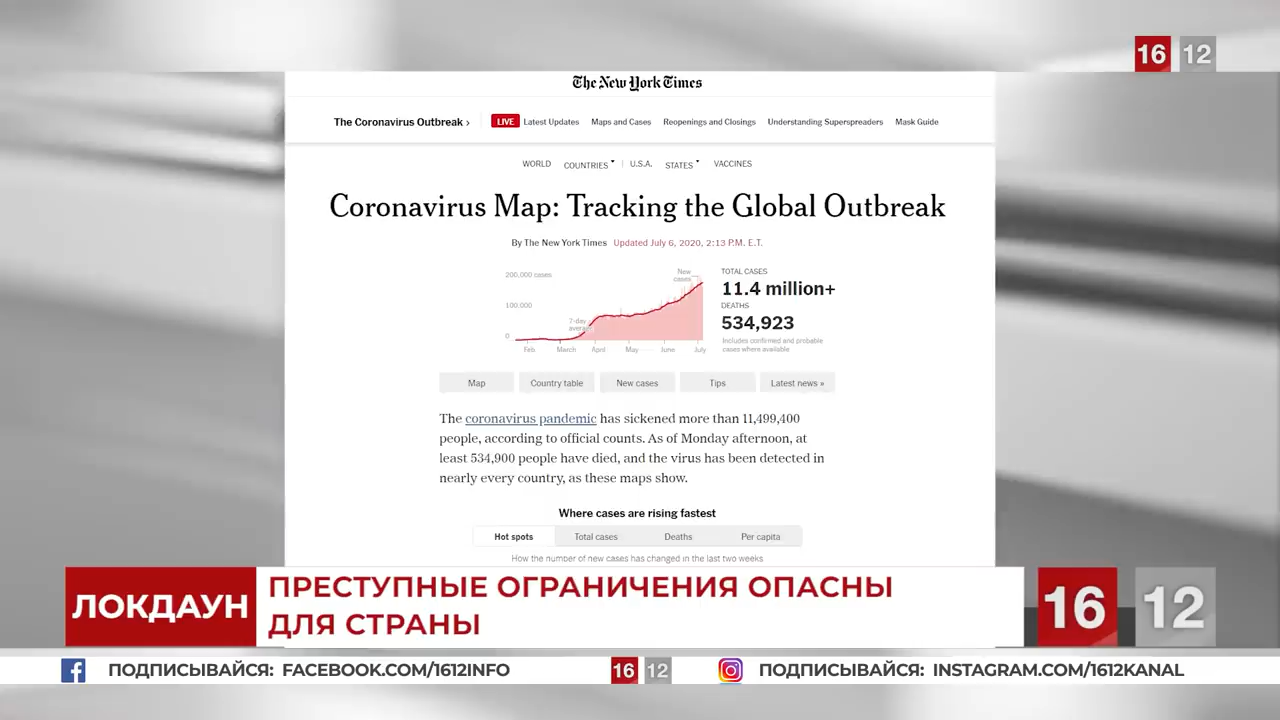 16 12
The New York Times
The Coronavirus Outbreak › LIVE Latest Updates Maps and Cases Reopenings and Closings Understanding Superspreaders Mask Guide
WORLD COUNTRIES ▾ | U.S.A. STATES ▾ VACCINES
Coronavirus Map: Tracking the Global Outbreak
By The New York Times Updated July 6, 2020, 2:13 P.M. E.T.
200,000 cases
100,000
0
New
cases
7-day
average
Feb March April May June July
TOTAL CASES
11.4 million+
DEATHS
534,923
Includes confirmed and probable
cases where available
Map Country table New cases Tips Latest news »
The coronavirus pandemic has sickened more than 11,499,400
people, according to official counts. As of Monday afternoon, at
least 534,900 people have died, and the virus has been detected in
nearly every country, as these maps show.
Where cases are rising fastest
Hot spots Total cases Deaths Per capita
How the number of new cases has changed in the last two weeks
ЛОКДАУН
ПРЕСТУПНЫЕ ОГРАНИЧЕНИЯ ОПАСНЫ
ДЛЯ СТРАНЫ
16 12
ПОДПИСЫВАЙСЯ: FACEBOOK.COM/1612INFO 16 12 ПОДПИСЫВАЙСЯ: INSTAGRAM.COM/1612KANAL